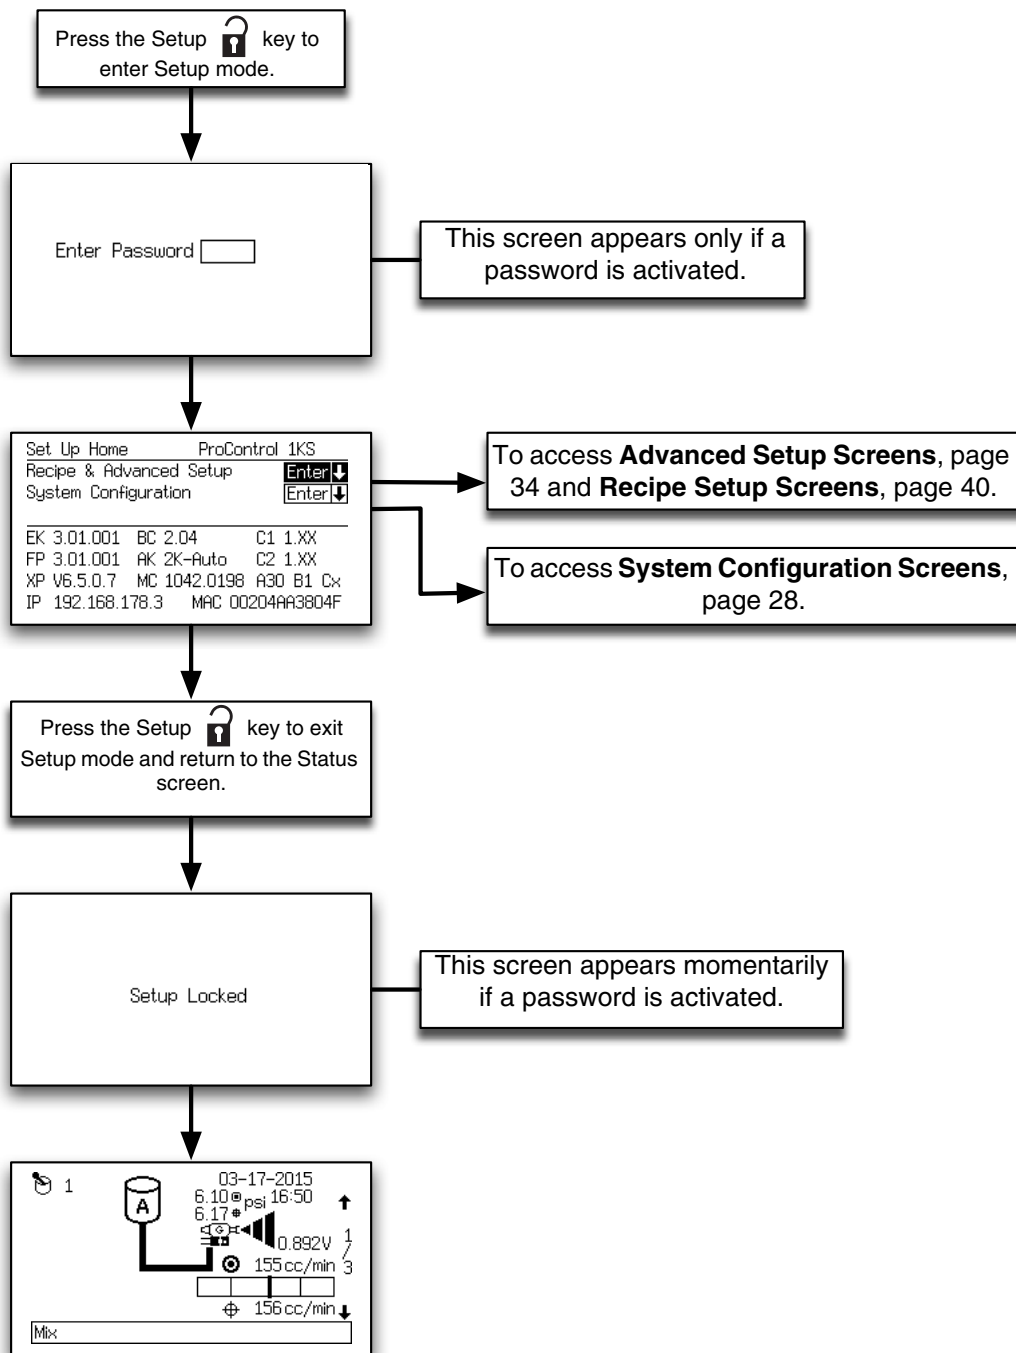 Press the Setup key to
enter Setup mode.
Enter Password
This screen appears only if a
password is activated.
Set Up Home ProControl 1KS
Recipe & Advanced Setup Enter
System Configuration Enter
EK 3.01.001 BC 2.04 C1 1.XX
FP 3.01.001 AK 2K-Auto C2 1.XX
XP V6.5.0.7 MC 1042.0198 A30 B1 Cx
IP 192.168.178.3 MAC 00204AA3804F
To access Advanced Setup Screens, page
34 and Recipe Setup Screens, page 40.
To access System Configuration Screens,
page 28.
Press the Setup key to exit
Setup mode and return to the Status
screen.
Setup Locked
This screen appears momentarily
if a password is activated.
1
A
03-17-2015
6.10 psi 16:50
6.17
G
0.892V
1/3
155cc/min
156cc/min
Mix